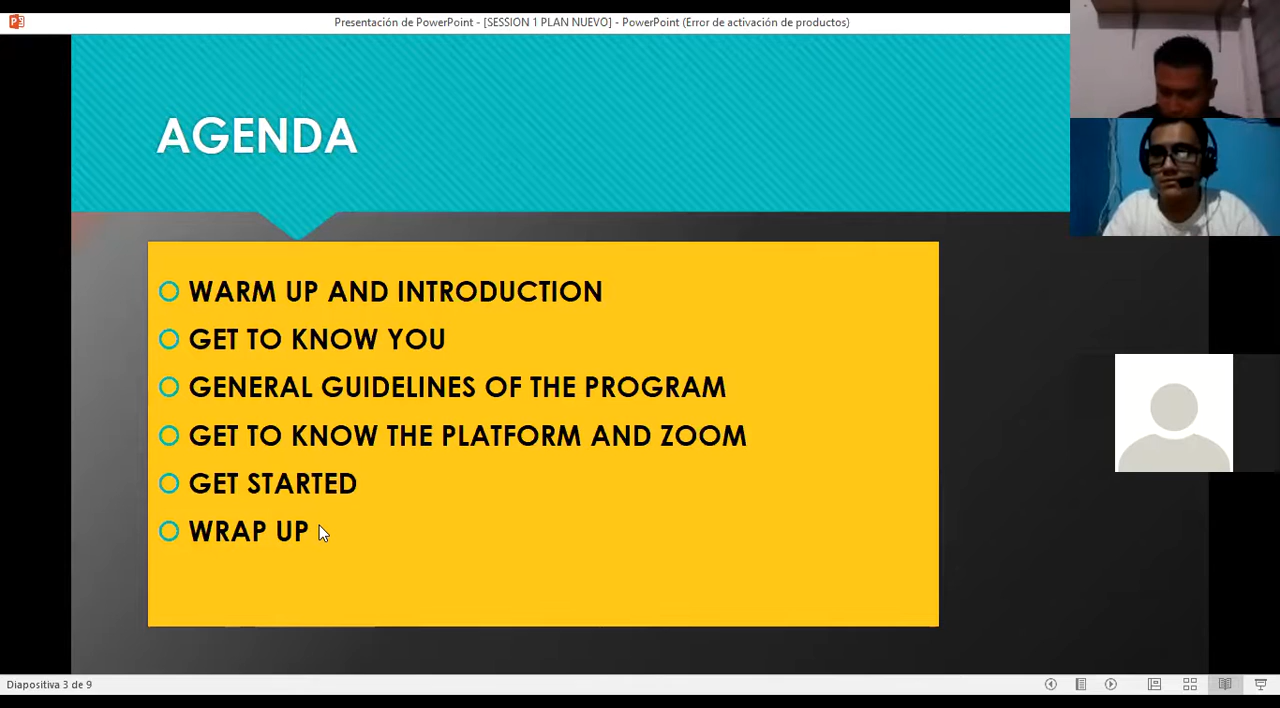 Presentación de PowerPoint - [SESSION 1 PLAN NUEVO] - PowerPoint (Error de activación de productos)
AGENDA
WARM UP AND INTRODUCTION
GET TO KNOW YOU
GENERAL GUIDELINES OF THE PROGRAM
GET TO KNOW THE PLATFORM AND ZOOM
GET STARTED
WRAP UP
Diapositiva 3 de 9